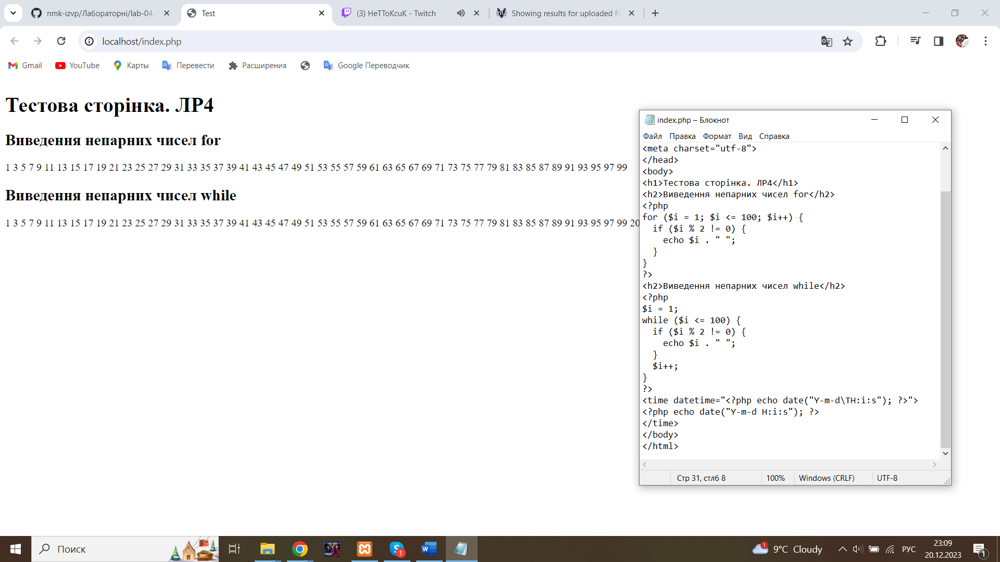 nmk-izvp/Лабораторні/lab-04.
Test
(3) HeTToKcuK - Twitch
Showing results for uploaded fi
localhost/index.php
Gmail
YouTube
Карты
Перевести
Расширения
Google Переводчик
Тестова сторінка. ЛР4
Виведення непарних чисел for
1 3 5 7 9 11 13 15 17 19 21 23 25 27 29 31 33 35 37 39 41 43 45 47 49 51 53 55 57 59 61 63 65 67 69 71 73 75 77 79 81 83 85 87 89 91 93 95 97 99
Виведення непарних чисел while
1 3 5 7 9 11 13 15 17 19 21 23 25 27 29 31 33 35 37 39 41 43 45 47 49 51 53 55 57 59 61 63 65 67 69 71 73 75 77 79 81 83 85 87 89 91 93 95 97 99 20
index.php – Блокнот
Файл Правка Формат Вид Справка
<meta charset="utf-8">
</head>
<body>
<h1>Тестова сторінка. ЛР4</h1>
<h2>Виведення непарних чисел for</h2>
<?php
for ($i = 1; $i <= 100; $i++) {
  if ($i % 2 != 0) {
    echo $i . " ";
  }
}
?>
<h2>Виведення непарних чисел while</h2>
<?php
$i = 1;
while ($i <= 100) {
  if ($i % 2 != 0) {
    echo $i . " ";
  }
  $i++;
}
?>
<time datetime="<?php echo date("Y-m-d\TH:i:s"); ?>">
<?php echo date("Y-m-d H:i:s"); ?>
</time>
</body>
</html>
Стр 31, стлб 8
100%
Windows (CRLF)
UTF-8
Поиск
1
1
9°C Cloudy
РУС
23:09
20.12.2023
1